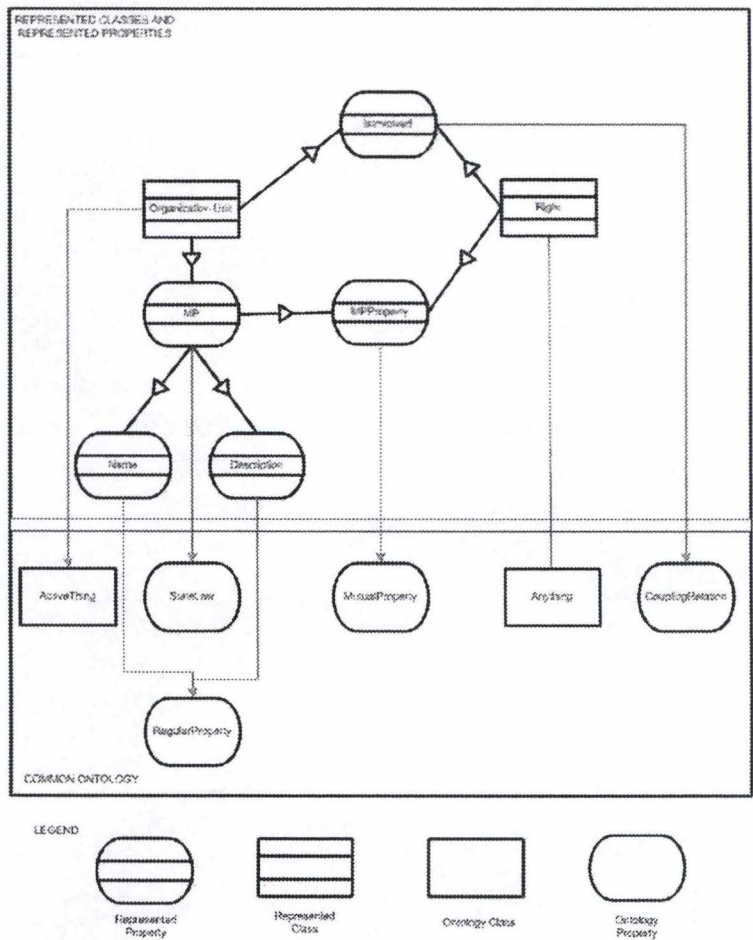 REPRESENTED CLASSES AND
REPRESENTED PROPERTIES
Organization Unit
Right
MP
MPProperty
Name
Description
ActiveThing
StateLaw
MutualProperty
Anything
CouplingRelation
RegularProperty
COMMON ONTOLOGY
LEGEND
Represented
Property
Represented
Class
Ontology Class
Ontology
Property